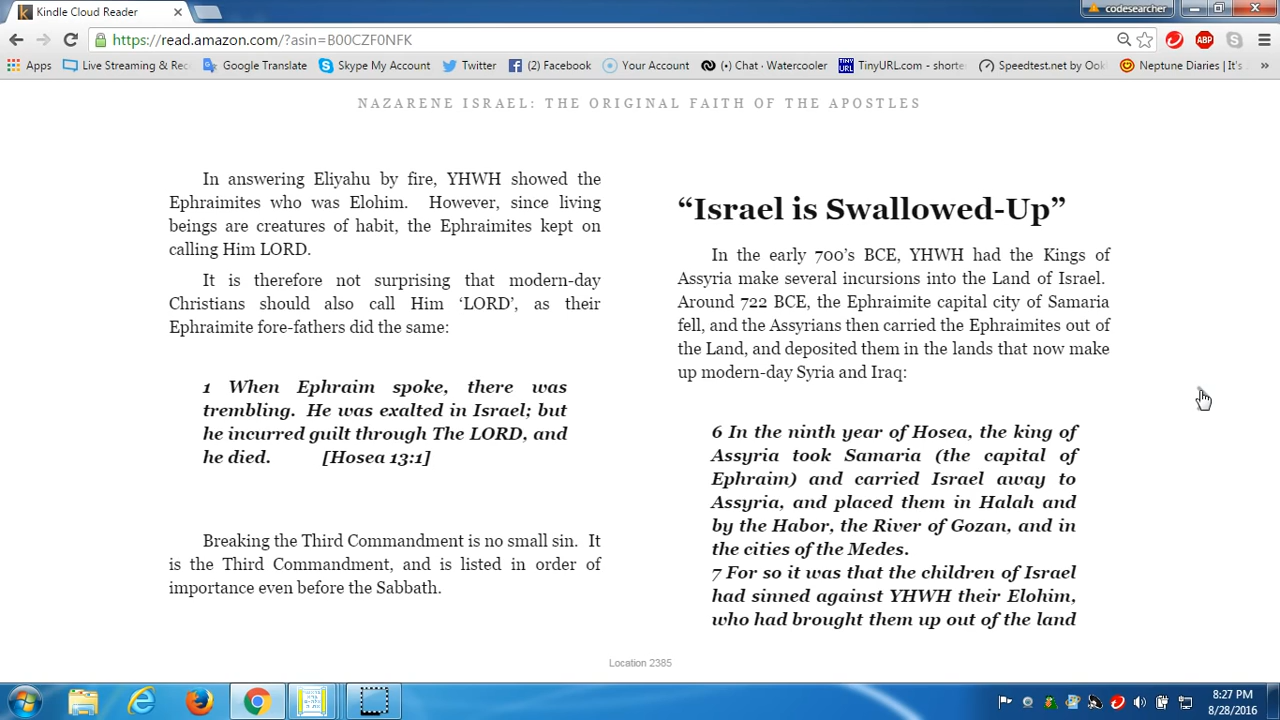 Kindle Cloud Reader
codesearcher
https://read.amazon.com/?asin=B00CZF0NFK
ABP
Apps
Live Streaming & Rec
Google Translate
Skype My Account
Twitter
(2) Facebook
Your Account
(•) Chat · Watercooler
TINY URL
TinyURL.com - shorte
Speedtest.net by Ook
Neptune Diaries | It's
»
NAZARENE ISRAEL: THE ORIGINAL FAITH OF THE APOSTLES
In answering Eliyahu by fire, YHWH showed the
Ephraimites who was Elohim. However, since living
beings are creatures of habit, the Ephraimites kept on
calling Him LORD.
It is therefore not surprising that modern-day
Christians should also call Him ‘LORD’, as their
Ephraimite fore-fathers did the same:
1 When Ephraim spoke, there was
trembling. He was exalted in Israel; but
he incurred guilt through The LORD, and
he died. [Hosea 13:1]
Breaking the Third Commandment is no small sin. It
is the Third Commandment, and is listed in order of
importance even before the Sabbath.
“Israel is Swallowed-Up”
In the early 700’s BCE, YHWH had the Kings of
Assyria make several incursions into the Land of Israel.
Around 722 BCE, the Ephraimite capital city of Samaria
fell, and the Assyrians then carried the Ephraimites out of
the Land, and deposited them in the lands that now make
up modern-day Syria and Iraq:
6 In the ninth year of Hosea, the king of
Assyria took Samaria (the capital of
Ephraim) and carried Israel away to
Assyria, and placed them in Halah and
by the Habor, the River of Gozan, and in
the cities of the Medes.
7 For so it was that the children of Israel
had sinned against YHWH their Elohim,
who had brought them up out of the land
Location 2385
8:27 PM
8/28/2016